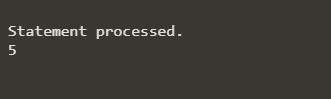 Statement processed.
5